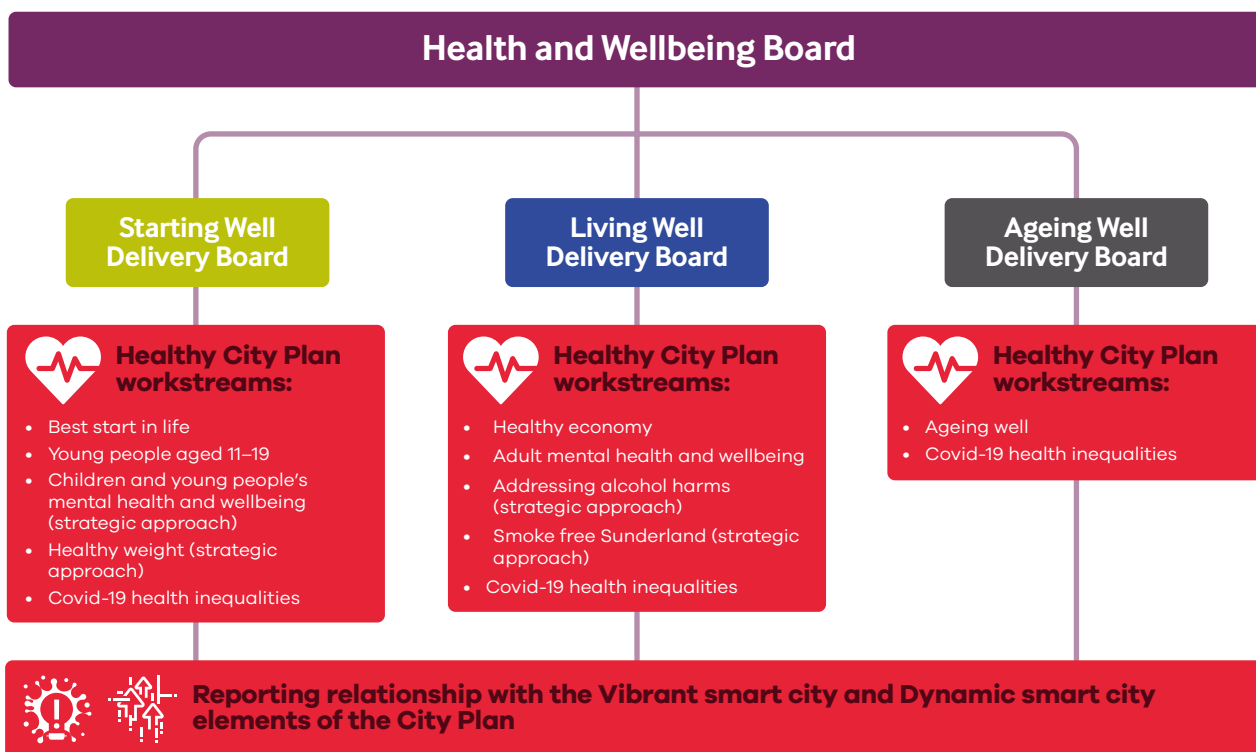 Health and Wellbeing Board
Starting Well
Delivery Board
Living Well
Delivery Board
Ageing Well
Delivery Board
Healthy City Plan
workstreams:
• Best start in life
• Young people aged 11–19
• Children and young people’s
mental health and wellbeing
(strategic approach)
• Healthy weight (strategic
approach)
• Covid-19 health inequalities
Healthy City Plan
workstreams:
• Healthy economy
• Adult mental health and wellbeing
• Addressing alcohol harms
(strategic approach)
• Smoke free Sunderland (strategic
approach)
• Covid-19 health inequalities
Healthy City Plan
workstreams:
• Ageing well
• Covid-19 health inequalities
Reporting relationship with the Vibrant smart city and Dynamic smart city
elements of the City Plan